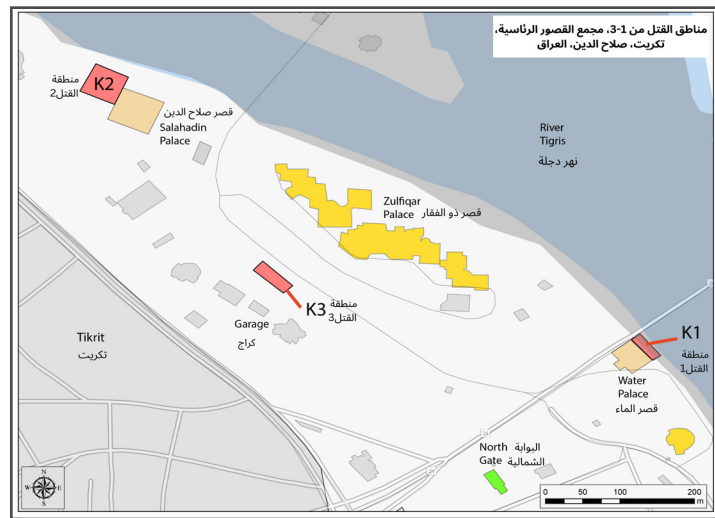 مناطق القتل من 1-3، مجمع القصور الرئاسية،
تكريت، صلاح الدين، العراق
K2
منطقة
القتل2
قصر صلاح الدين
Salahadin
Palace
River
Tigris
نهر دجلة
Zulfiqar
Palace قصر ذو الفقار
K3 منطقة
القتل3
Garage
كراج
Tikrit
تكريت
K1
منطقة
القتل1
Water
Palace
قصر الماء
North البوابة
Gate الشمالية
24
24
N
W E
S
0 50 100 200
m